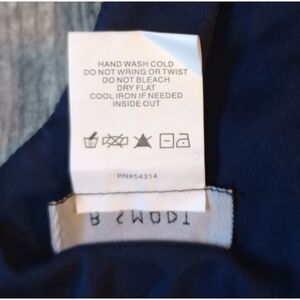 HAND WASH COLD
DO NOT WRING OR TWIST
DO NOT BLEACH
DRY FLAT
COOL IRON IF NEEDED
INSIDE OUT
RN#54314